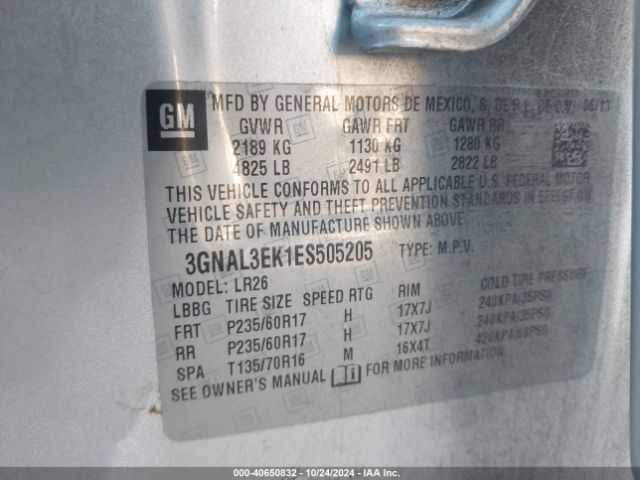 GM
MFD BY GENERAL MOTORS DE MEXICO, S. DE R.L. DE C.V. 06/13
GVWR GAWR FRT GAWR RR
2189 KG 1130 KG 1280 KG
4825 LB 2491 LB 2822 LB
THIS VEHICLE CONFORMS TO ALL APPLICABLE U.S. FEDERAL MOTOR
VEHICLE SAFETY AND THEFT PREVENTION STANDARDS IN EFFECT ON
THE DATE OF MANUFACTURE SHOWN ABOVE.
3GNAL3EK1ES505205 TYPE: M.P.V.
MODEL: LR26
LBBG TIRE SIZE SPEED RTG RIM COLD TIRE PRESSURE
FRT P235/60R17 H 17X7J 240KPA(35PSI)
RR P235/60R17 H 17X7J 240KPA(35PSI)
SPA T135/70R16 M 16X4T 420KPA(60PSI)
SEE OWNER'S MANUAL FOR MORE INFORMATION.
000-40650832 - 10/24/2024 - IAA Inc.